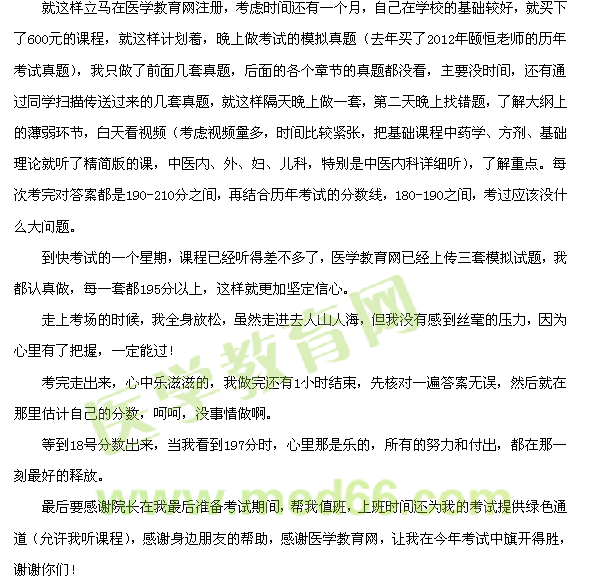 就这样立马在医学教育网注册，考虑时间还有一个月，自己在学校的基础较好，就买下
了600元的课程，就这样计划着，晚上做考试的模拟真题（去年买了2012年颐恒老师的历年
考试真题），我只做了前面几套真题，后面的各个章节的真题都没看，主要没时间，还有通
过同学扫描传送过来的几套真题，就这样隔天晚上做一套，第二天晚上找错题，了解大纲上
的薄弱环节，白天看视频（考虑视频量多，时间比较紧张，把基础课程中药学、方剂、基础
理论就听了精简版的课，中医内、外、妇、儿科，特别是中医内科详细听），了解重点。每
次考完对答案都是190-210分之间，再结合历年考试的分数线，180-190之间，考过应该没什
么大问题。
到快考试的一个星期，课程已经听得差不多了，医学教育网已经上传三套模拟试题，我
都认真做，每一套都195分以上，这样就更加坚定信心。
走上考场的时候，我全身放松，虽然走进去人山人海，但我没有感到丝毫的压力，因为
心里有了把握，一定能过！
考完走出来，心中乐滋滋的，我做完还有1小时结束，先核对一遍答案无误，然后就在
那里估计自己的分数，呵呵，没事情做啊。
等到18号分数出来，当我看到197分时，心里那是乐的，所有的努力和付出，都在那一
刻最好的释放。
最后要感谢院长在我最后准备考试期间，帮我值班，上班时间还为我的考试提供绿色通
道（允许我听课程），感谢身边朋友的帮助，感谢医学教育网，让我在今年考试中旗开得胜，
谢谢你们！
医学教育网
www.med66.com